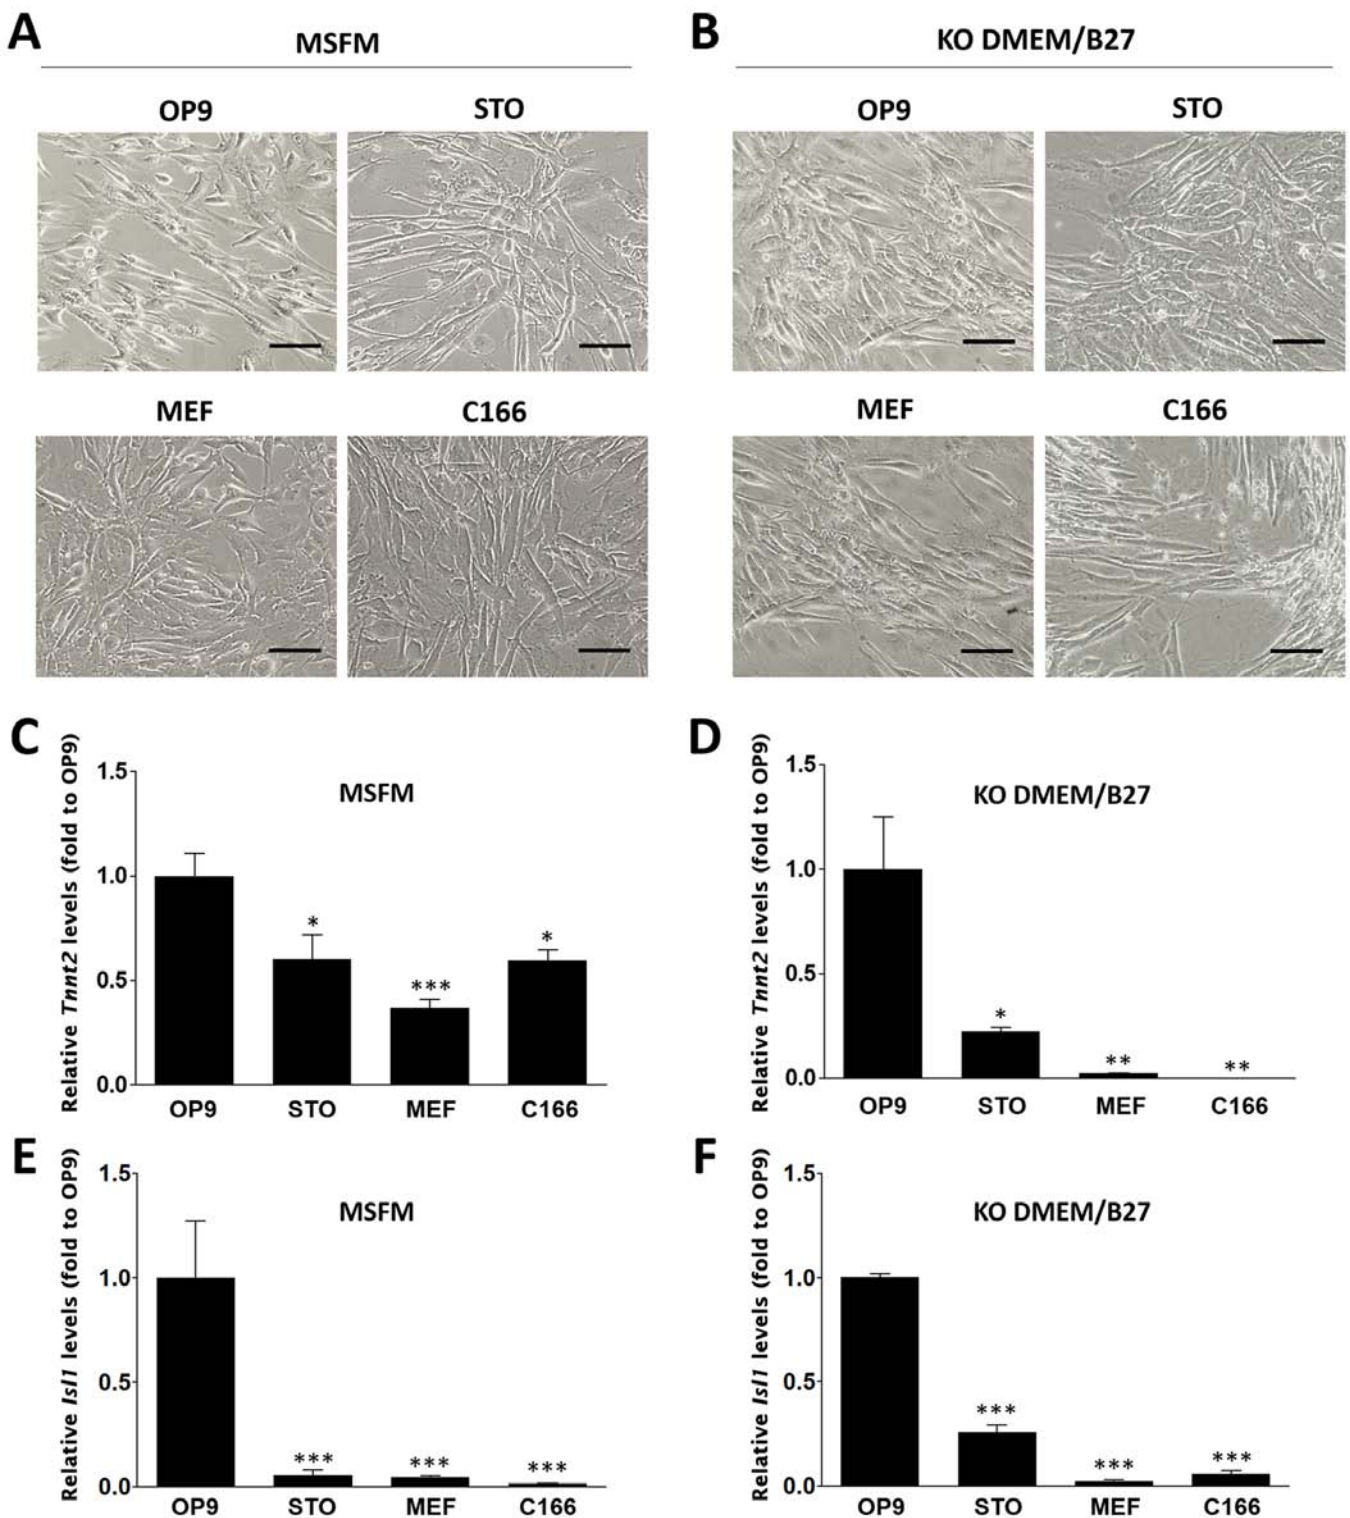 A
MSFM
OP9
STO
MEF
C166
B
KO DMEM/B27
OP9
STO
MEF
C166
C
Relative Tnnt2 levels (fold to OP9)
MSFM
1.5
1.0
0.5
0.0
*
***
*
OP9 STO MEF C166
D
Relative Tnnt2 levels (fold to OP9)
KO DMEM/B27
1.5
1.0
0.5
0.0
*
**
**
OP9 STO MEF C166
E
Relative Isl1 levels (fold to OP9)
MSFM
1.5
1.0
0.5
0.0
***
***
***
OP9 STO MEF C166
F
Relative Isl1 levels (fold to OP9)
KO DMEM/B27
1.5
1.0
0.5
0.0
***
***
***
OP9 STO MEF C166